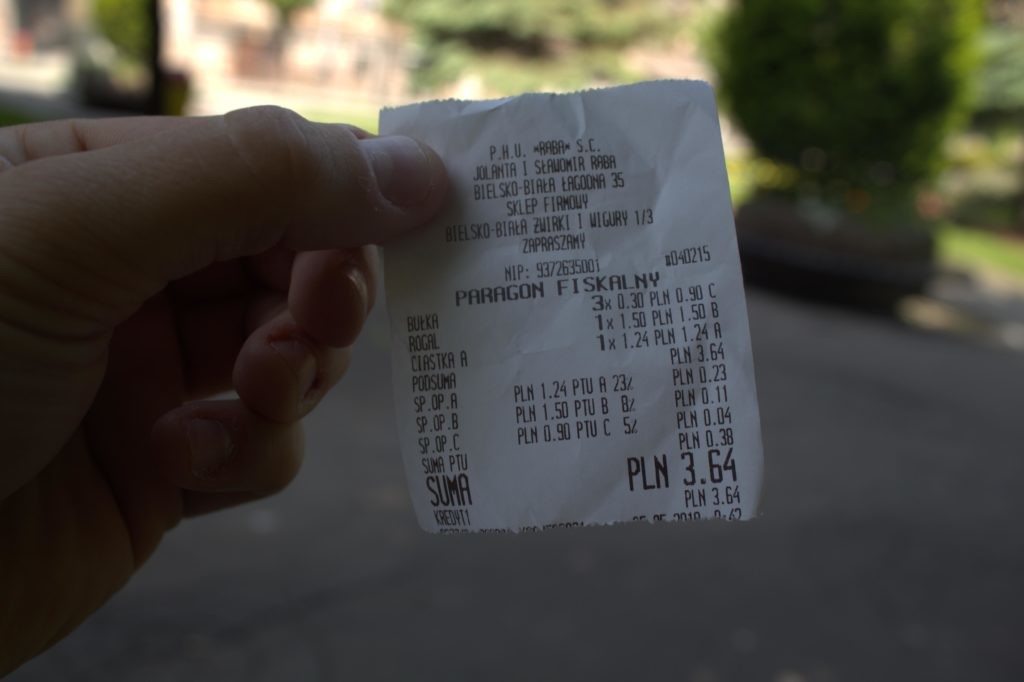 P.H.U. *RABA* S.C.
JOLANTA I SŁAWOMIR RABA
BIELSKO-BIAŁA ŁAGODNA 35
SKLEP FIRMOWY
BIELSKO-BIAŁA ŻWIRKI I WIGURY 1/3
ZAPRASZAMY
NIP: 9372635001 #040215
PARAGON FISKALNY
BUŁKA 3x 0.30 PLN 0.90 C
ROGAL 1x 1.50 PLN 1.50 B
CIASTKA A 1x 1.24 PLN 1.24 A
PODSUMA PLN 3.64
SP.OP.A PLN 1.24 PTU A 23% PLN 0.23
SP.OP.B PLN 1.50 PTU B 8% PLN 0.11
SP.OP.C PLN 0.90 PTU C 5% PLN 0.04
SUMA PTU PLN 0.38
SUMA PLN 3.64
KREDYT1 PLN 3.64